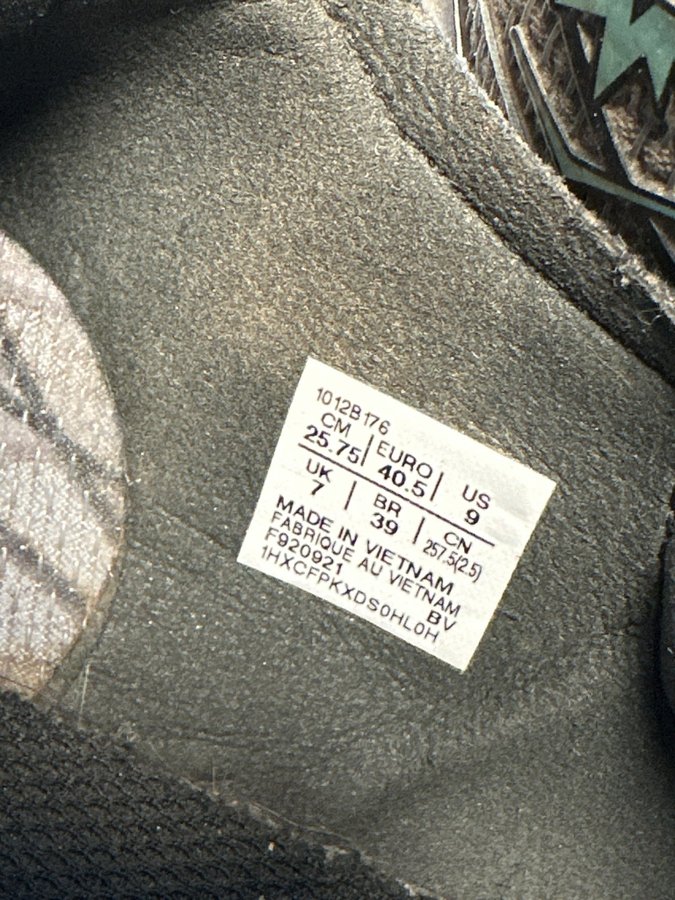 1012B176
CM | EURO | US
25.75 | 40.5 | 9
UK | BR | CN
7 | 39 | 257.5(2.5)
MADE IN VIETNAM
FABRIQUE AU VIETNAM
F920921 BV
1HXCFPKXDS0HL0H